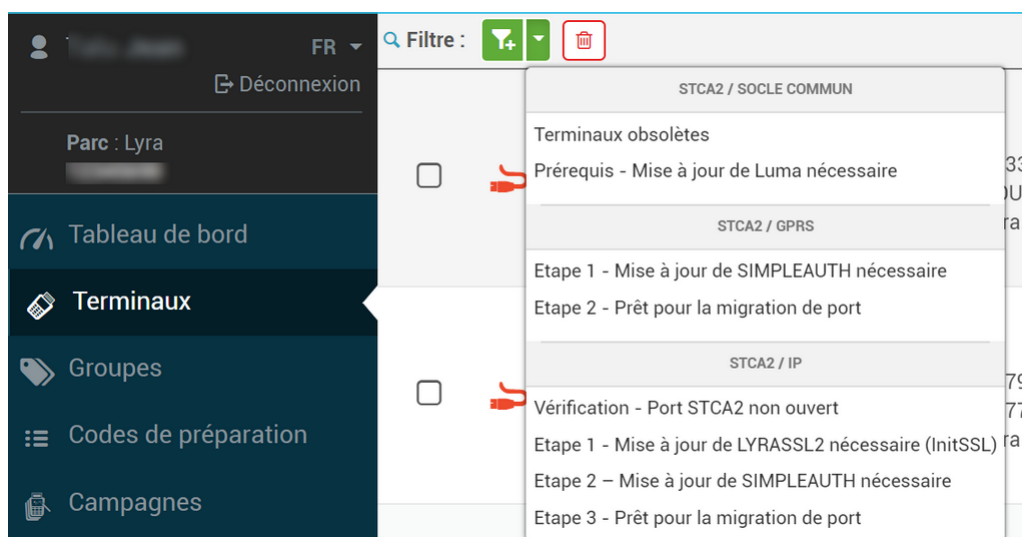 FR
Déconnexion
Parc : Lyra
Tableau de bord
Terminaux
Groupes
Codes de préparation
Campagnes
Filtre :
STCA2 / SOCLE COMMUN
Terminaux obsolètes
Prérequis - Mise à jour de Luma nécessaire
STCA2 / GPRS
Etape 1 - Mise à jour de SIMPLEAUTH nécessaire
Etape 2 - Prêt pour la migration de port
STCA2 / IP
Vérification - Port STCA2 non ouvert
Etape 1 - Mise à jour de LYRASSL2 nécessaire (InitSSL)
Etape 2 – Mise à jour de SIMPLEAUTH nécessaire
Etape 3 - Prêt pour la migration de port